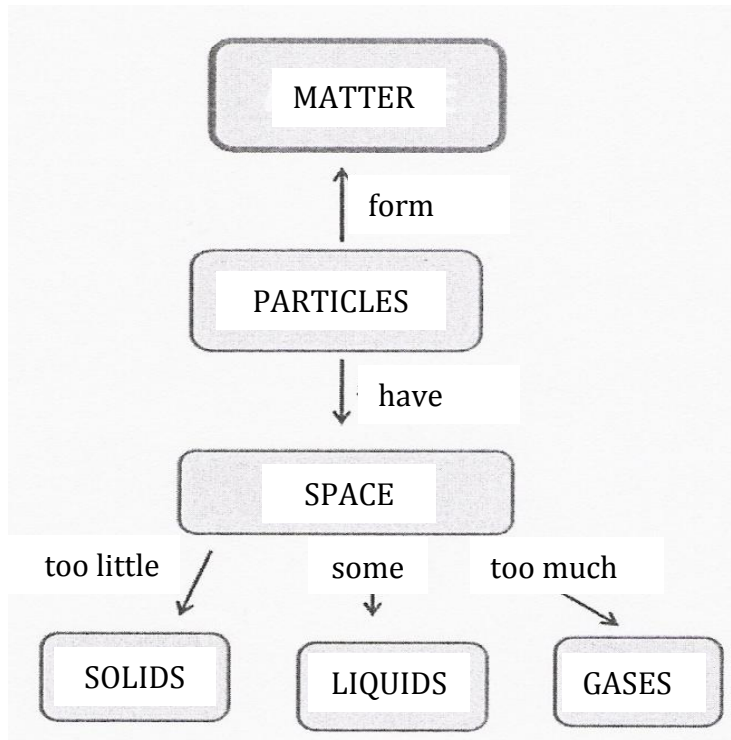 MATTER
form
PARTICLES
have
SPACE
too little some too much
SOLIDS LIQUIDS GASES